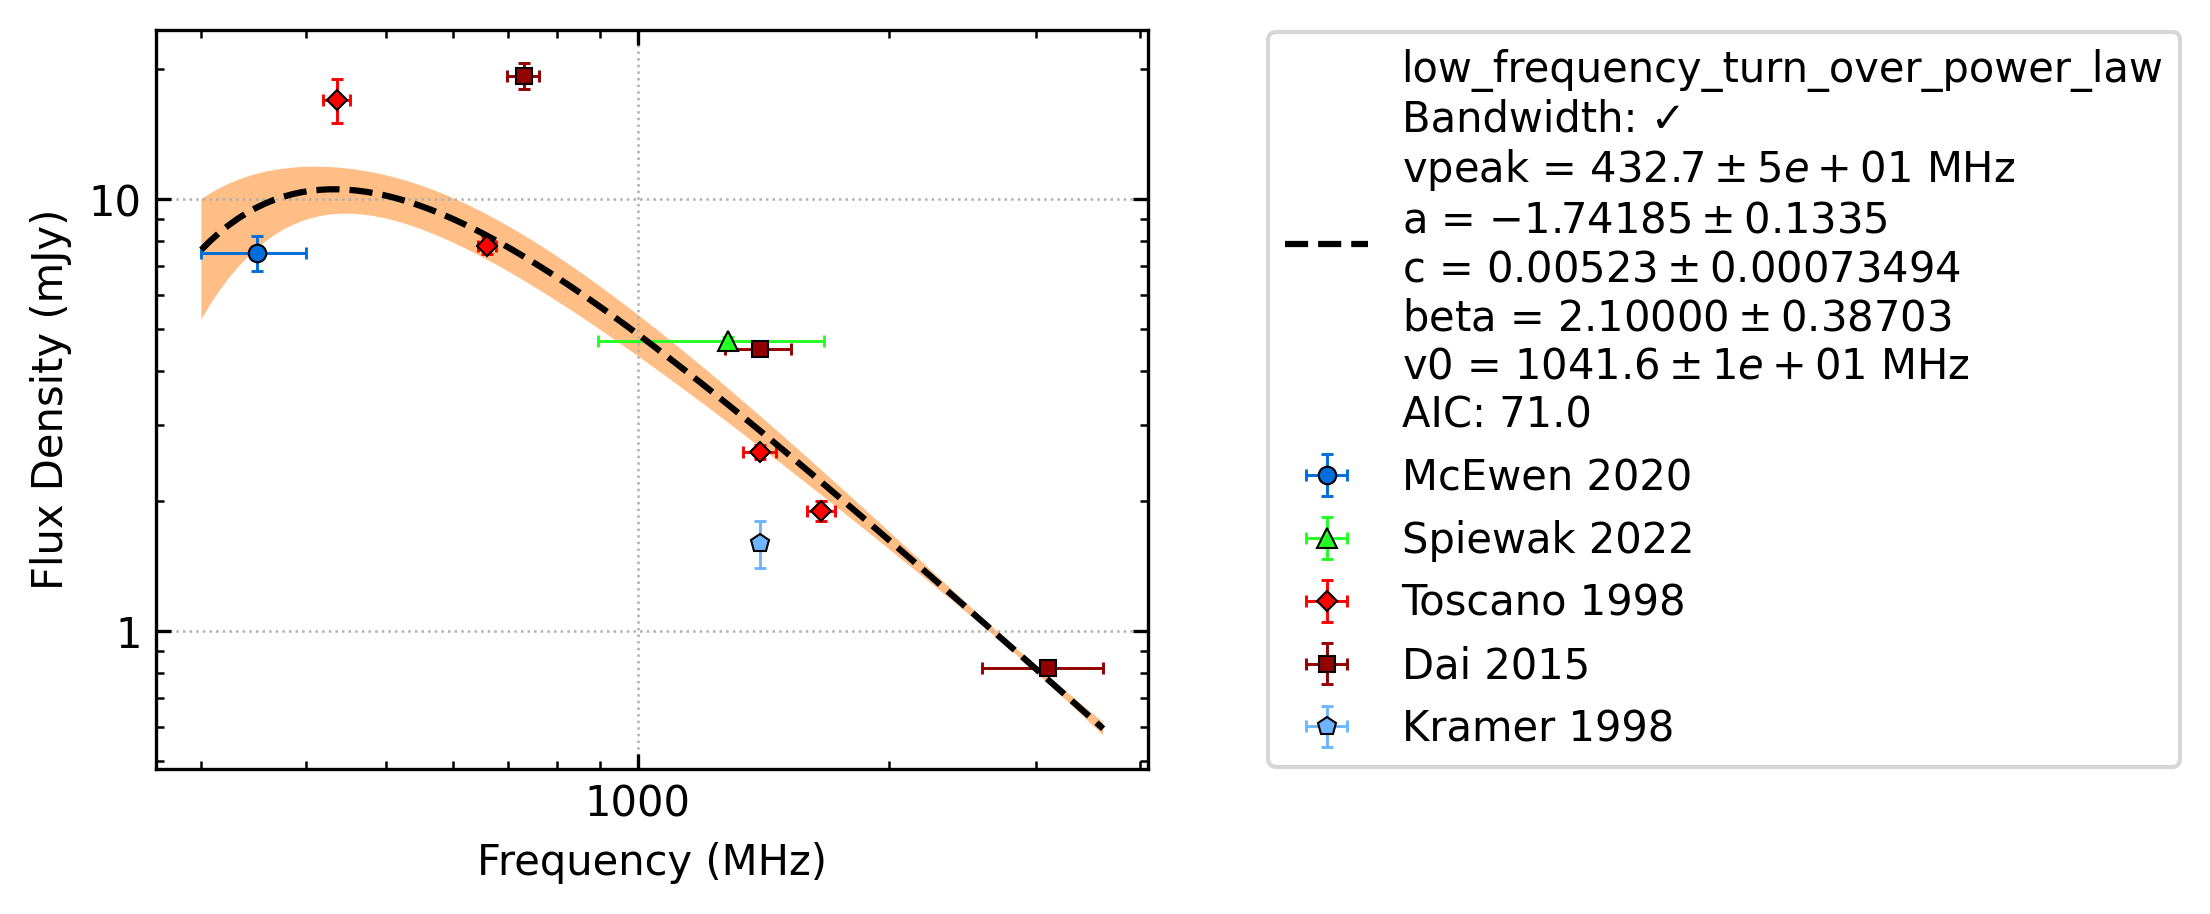 10
1
1000
Flux Density (mJy)
Frequency (MHz)
low_frequency_turn_over_power_law
Bandwidth: ✓
vpeak = 432.7 ± 5e + 01 MHz
a = −1.74185 ± 0.1335
c = 0.00523 ± 0.00073494
beta = 2.10000 ± 0.38703
v0 = 1041.6 ± 1e + 01 MHz
AIC: 71.0
McEwen 2020
Spiewak 2022
Toscano 1998
Dai 2015
Kramer 1998